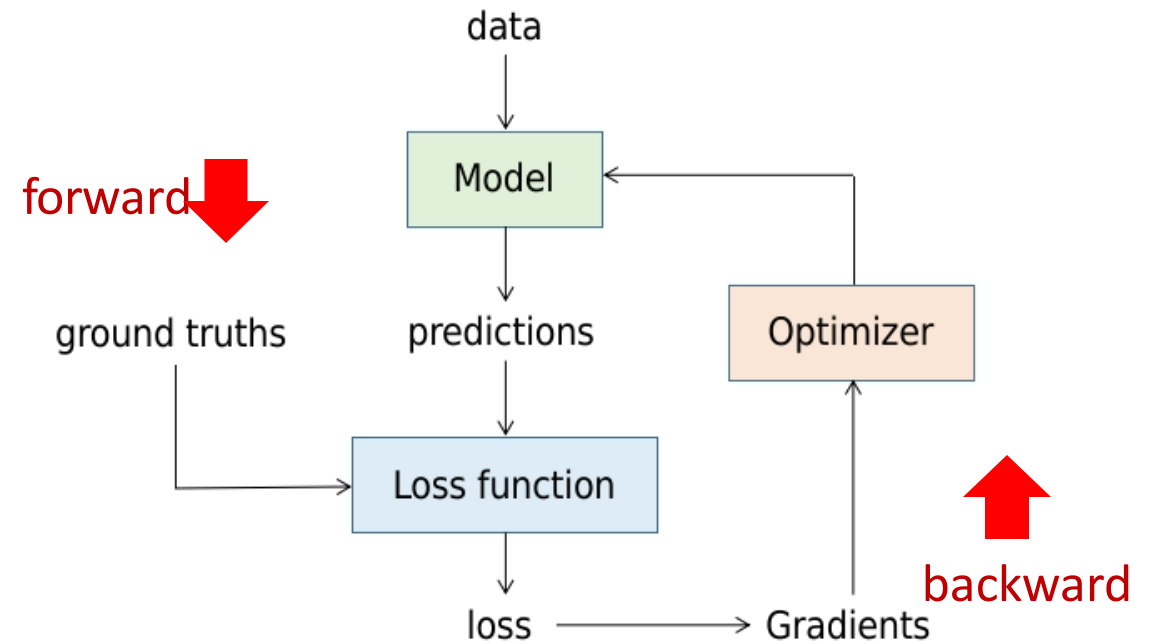 data
Model
forward
ground truths
predictions
Optimizer
Loss function
backward
loss
Gradients